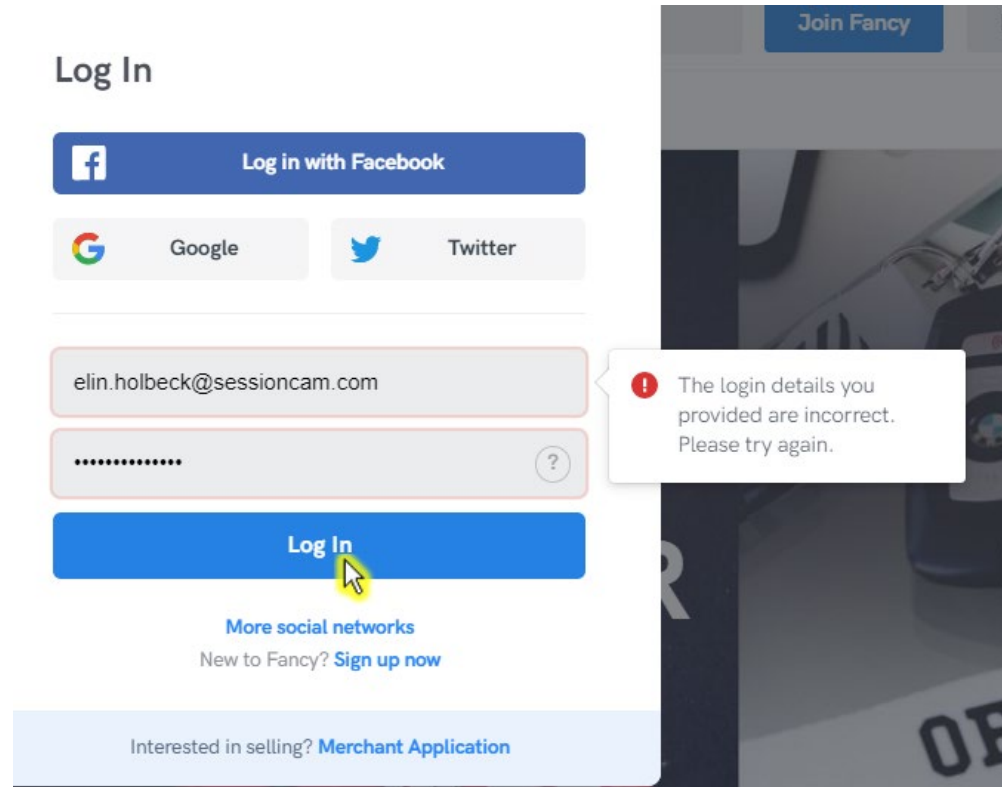 Join Fancy
Log In
Log in with Facebook
Google
Twitter
elin.holbeck@sessioncam.com
••••••••••••••
?
The login details you
provided are incorrect.
Please try again.
Log In
More social networks
New to Fancy? Sign up now
Interested in selling? Merchant Application
R